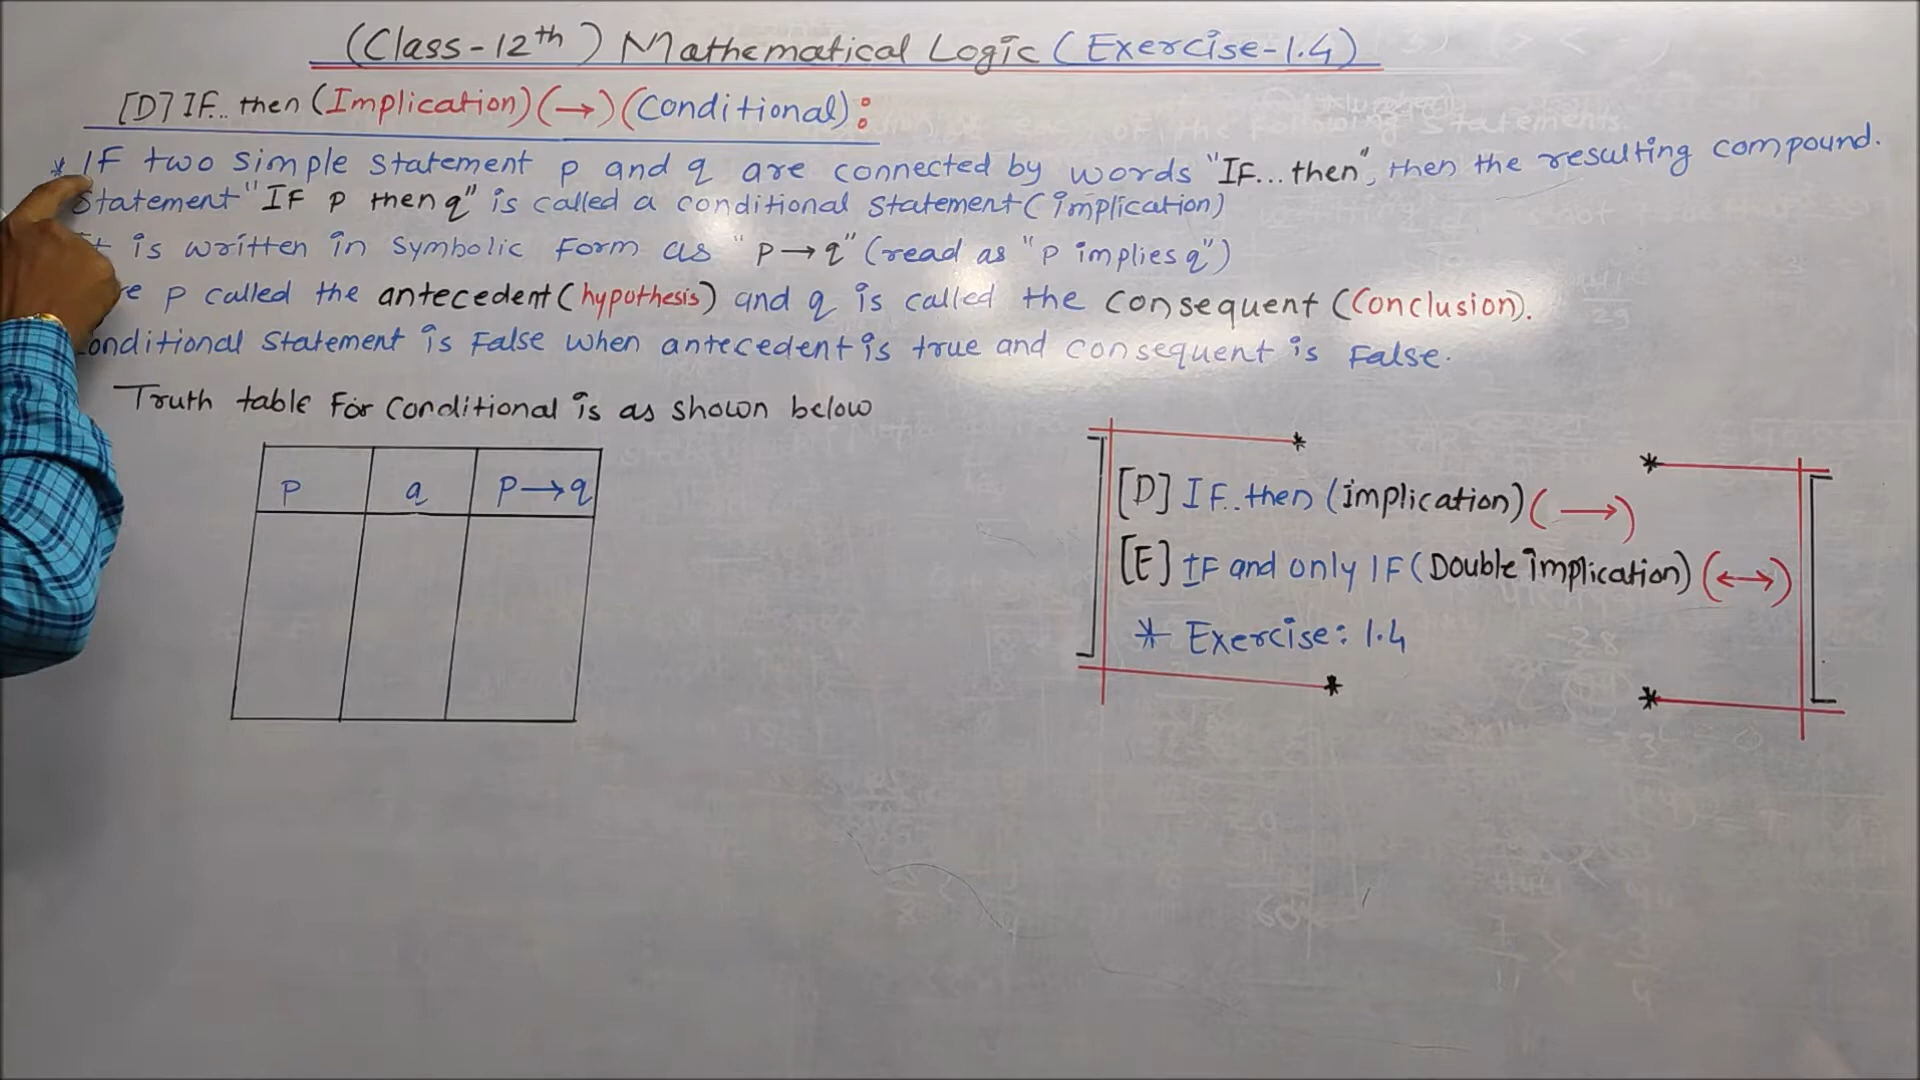 (Class-12th) Mathematical Logic (Exercise-1.4)
[D] IF... then (Implication) (→) (Conditional):
* IF two simple statement p and q are connected by words "IF...then", then the resulting compound.
statement "IF p then q" is called a conditional statement (implication)
is written in symbolic form as "p→q" (read as "p implies q")
p called the antecedent (hypothesis) and q is called the consequent (Conclusion).
onditional statement is False when antecedent is true and consequent is False.
Truth table For conditional is as shown below
p q p→q
[D] IF..then (implication) (→)
[E] IF and only IF (Double implication) (↔)
* Exercise: 1.4